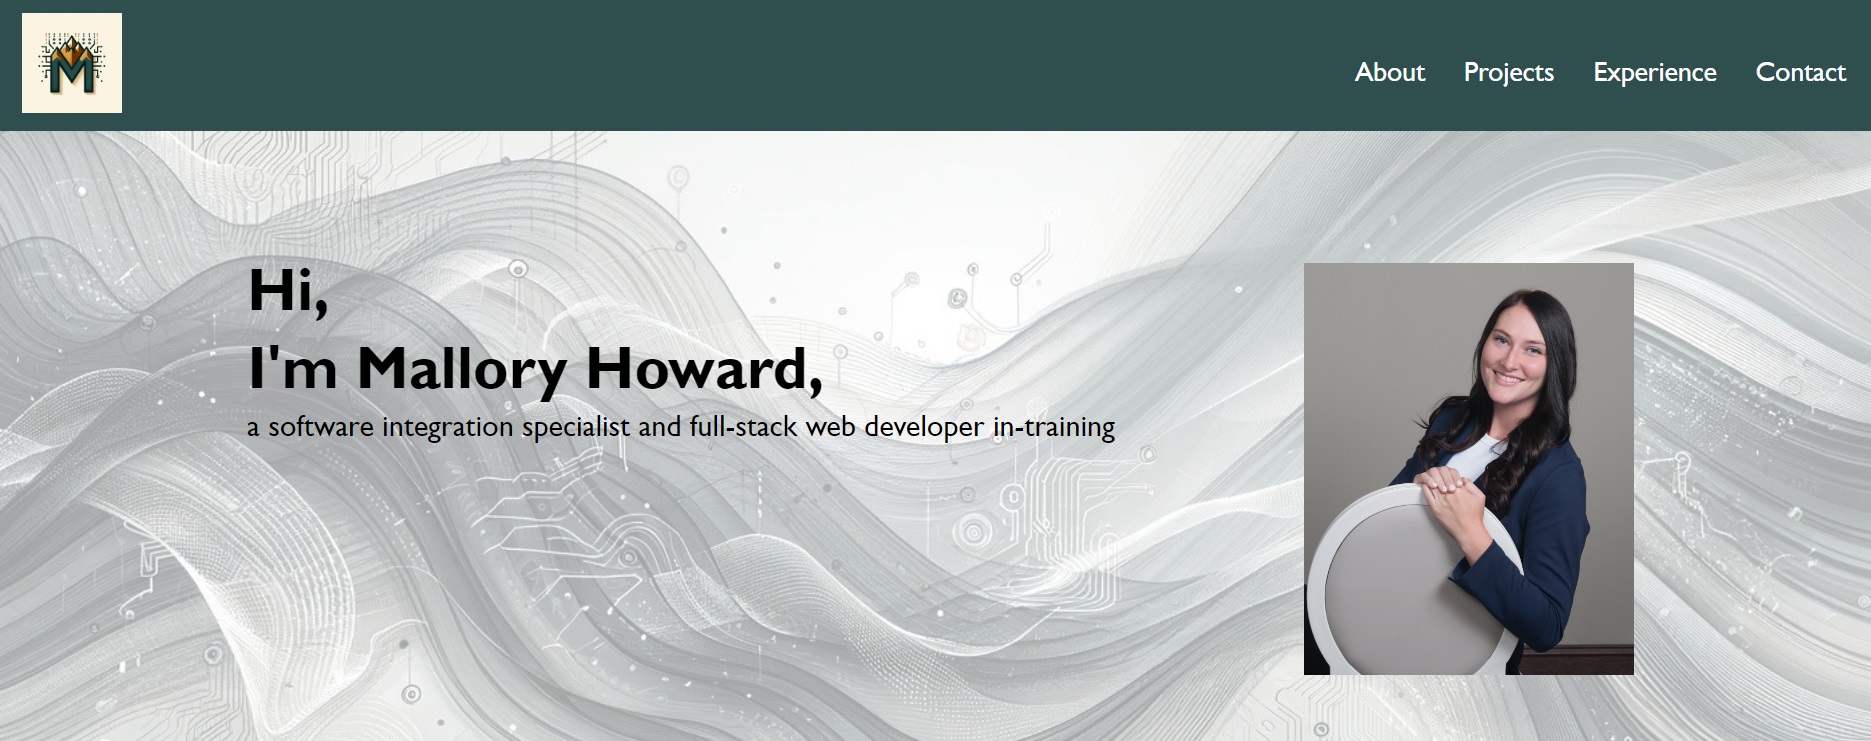 M
About Projects Experience Contact
Hi,
I'm Mallory Howard,
a software integration specialist and full-stack web developer in-training